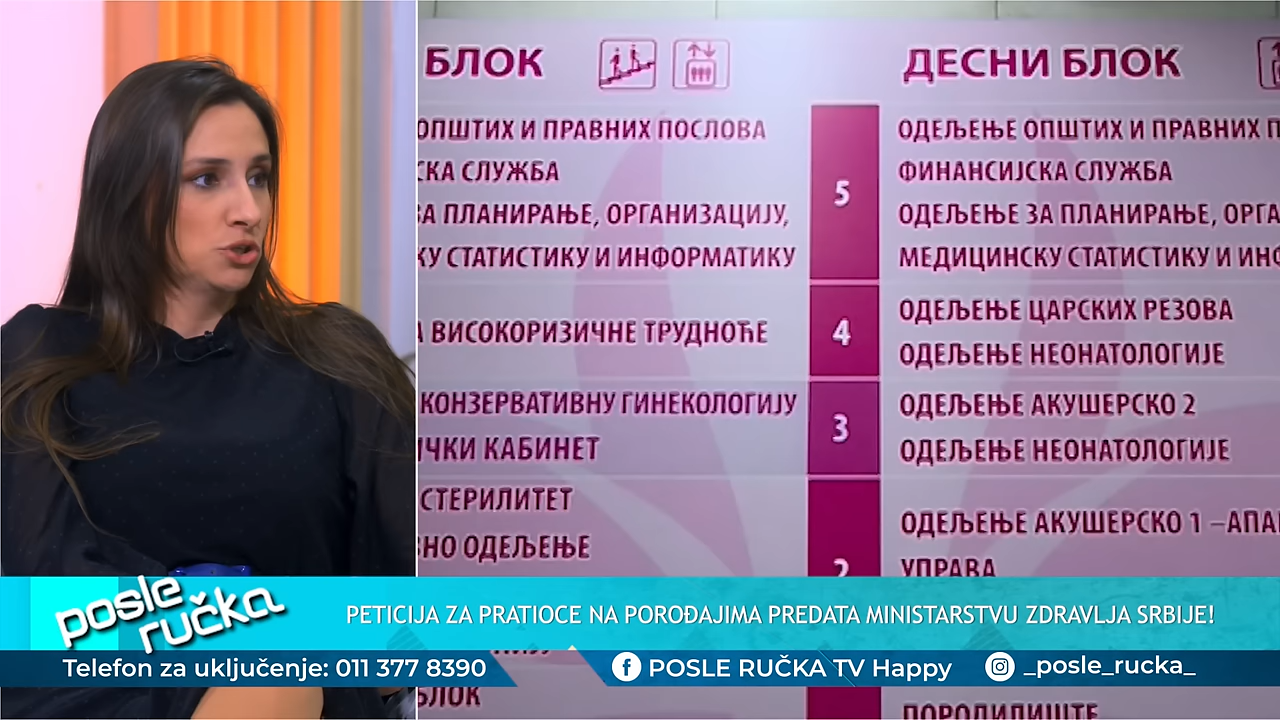 БЛОК
ОПШТИХ И ПРАВНИХ ПОСЛОВА
СКА СЛУЖБА
ЗА ПЛАНИРАЊЕ, ОРГАНИЗАЦИЈУ,
КУ СТАТИСТИКУ И ИНФОРМАТИКУ
А ВИСОКОРИЗИЧНЕ ТРУДНОЋЕ
КОНЗЕРВАТИВНУ ГИНЕКОЛОГИЈУ
ЧКИ КАБИНЕТ
СТЕРИЛИТЕТ
ВНО ОДЕЉЕЊЕ
БЛОК
5
4
3
2
ДЕСНИ БЛОК
ОДЕЉЕЊЕ ОПШТИХ И ПРАВНИХ П
ФИНАНСИЈСКА СЛУЖБА
ОДЕЉЕЊЕ ЗА ПЛАНИРАЊЕ, ОРГА
МЕДИЦИНСКУ СТАТИСТИКУ И ИНФ
ОДЕЉЕЊЕ ЦАРСКИХ РЕЗОВА
ОДЕЉЕЊЕ НЕОНАТОЛОГИЈЕ
ОДЕЉЕЊЕ АКУШЕРСКО 2
ОДЕЉЕЊЕ НЕОНАТОЛОГИЈЕ
ОДЕЉЕЊЕ АКУШЕРСКО 1 – АПА
УПРАВА
ПОРОДИЛИШТЕ
posle
ručka
PETICIJA ZA PRATIOCE NA POROĐAJIMA PREDATA MINISTARSTVU ZDRAVLJA SRBIJE!
Telefon za uključenje: 011 377 8390
POSLE RUČKA TV Happy
_posle_rucka_